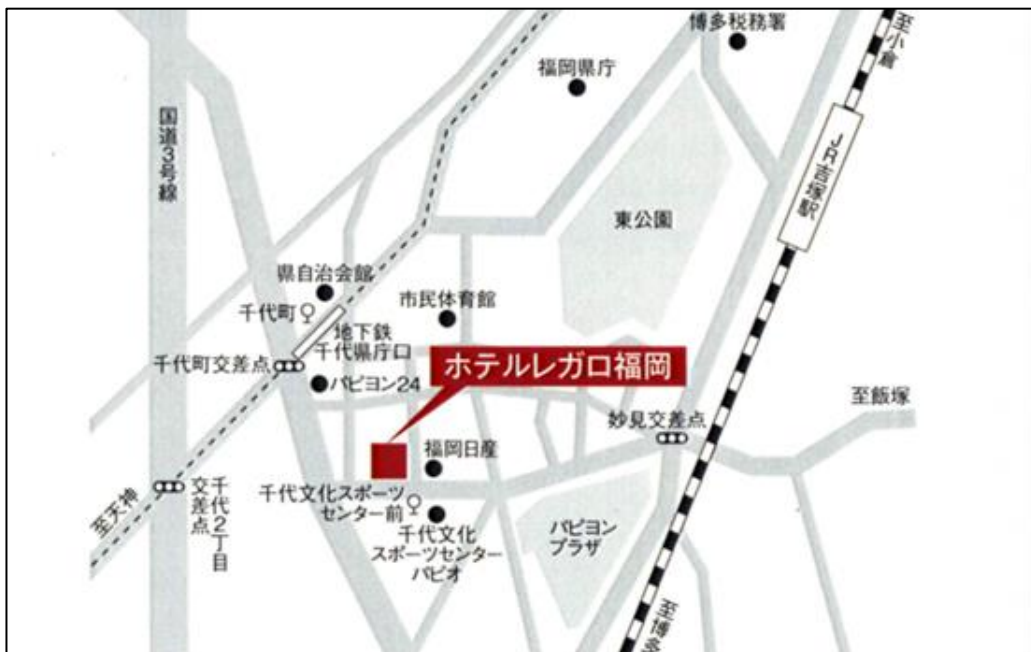 博多税務署
至小倉
福岡県庁
国道3号線
JR吉塚駅
東公園
県自治会館
千代町
市民体育館
地下鉄
千代県庁口
千代町交差点
パピヨン24
ホテルレガロ福岡
至飯塚
妙見交差点
福岡日産
千代文化スポーツ
センター前
千代2丁目
交差点
至天神
千代文化
スポーツセンター
パピオ
パピヨン
プラザ
至博多